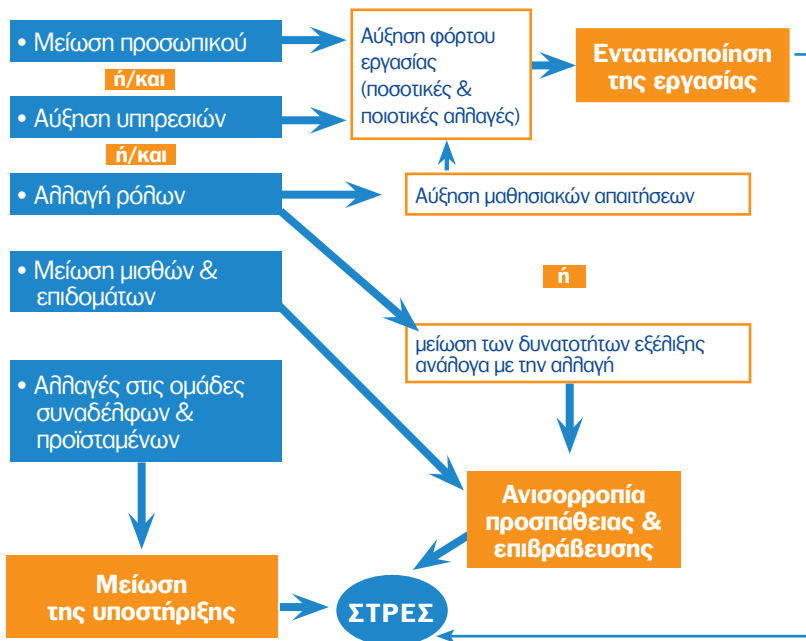 • Μείωση προσωπικού
ή/και
• Αύξηση υπηρεσιών
ή/και
• Αλλαγή ρόλων
• Μείωση μισθών &
επιδομάτων
• Αλλαγές στις ομάδες
συναδέλφων &
προϊσταμένων
Μείωση
της υποστήριξης
Αύξηση φόρτου
εργασίας
(ποσοτικές &
ποιοτικές αλλαγές)
Εντατικοποίηση
της εργασίας
Αύξηση μαθησιακών απαιτήσεων
ή
μείωση των δυνατοτήτων εξέλιξης
ανάλογα με την αλλαγή
Ανισορροπία
προσπάθειας &
επιβράβευσης
ΣΤΡΕΣ